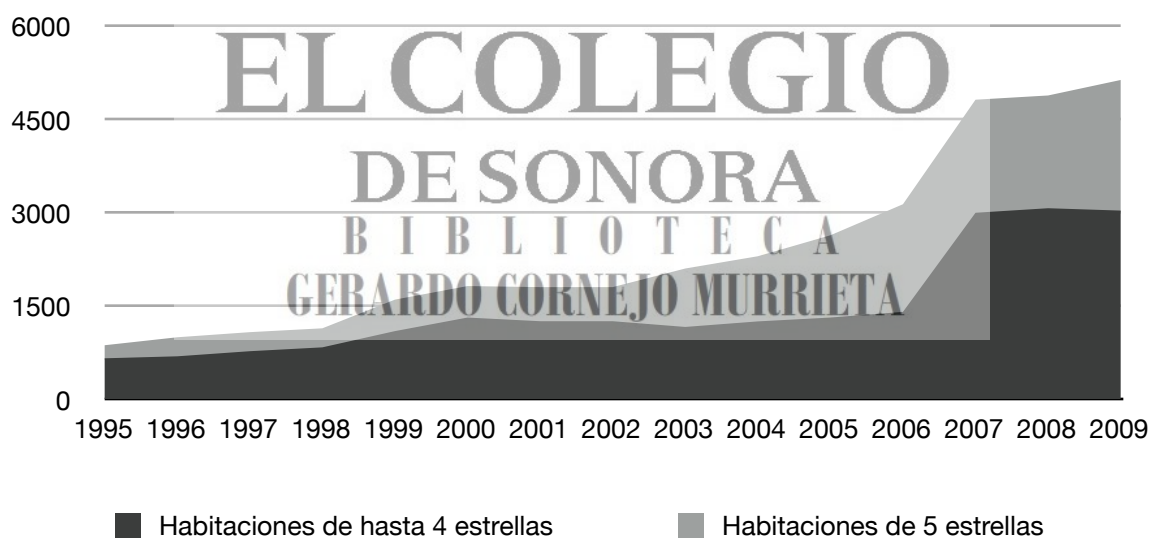 6000
EL COLEGIO
4500
DE SONORA
3000
BIBLIOTECA
GERARDO CORNEJO MURRIETA
1500
0
1995 1996 1997 1998 1999 2000 2001 2002 2003 2004 2005 2006 2007 2008 2009
Habitaciones de hasta 4 estrellas Habitaciones de 5 estrellas